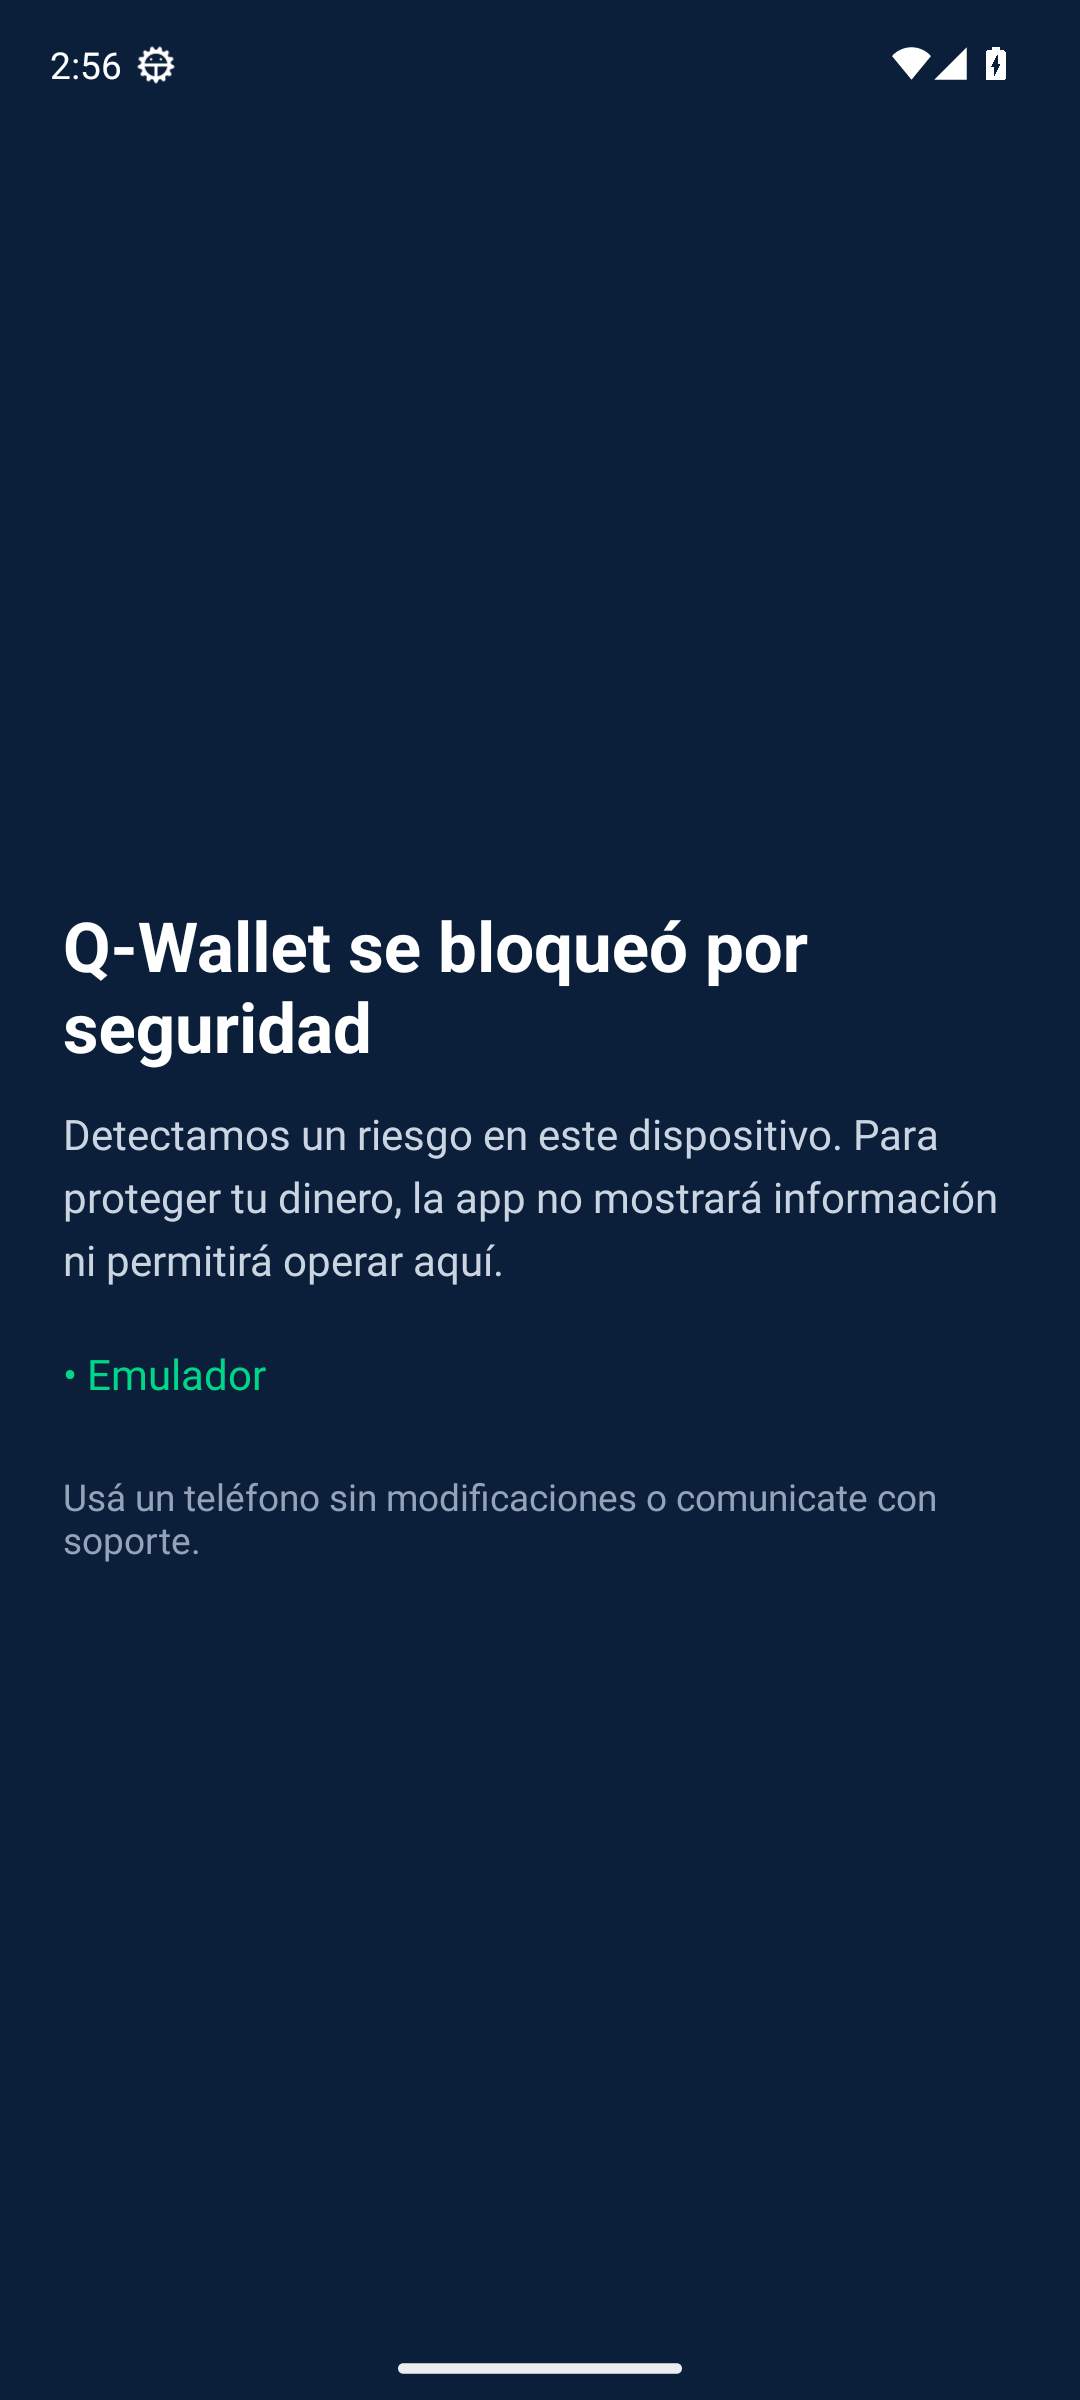 2:56
Q-Wallet se bloqueó por
seguridad
Detectamos un riesgo en este dispositivo. Para
proteger tu dinero, la app no mostrará información
ni permitirá operar aquí.
• Emulador
Usá un teléfono sin modificaciones o comunicate con
soporte.